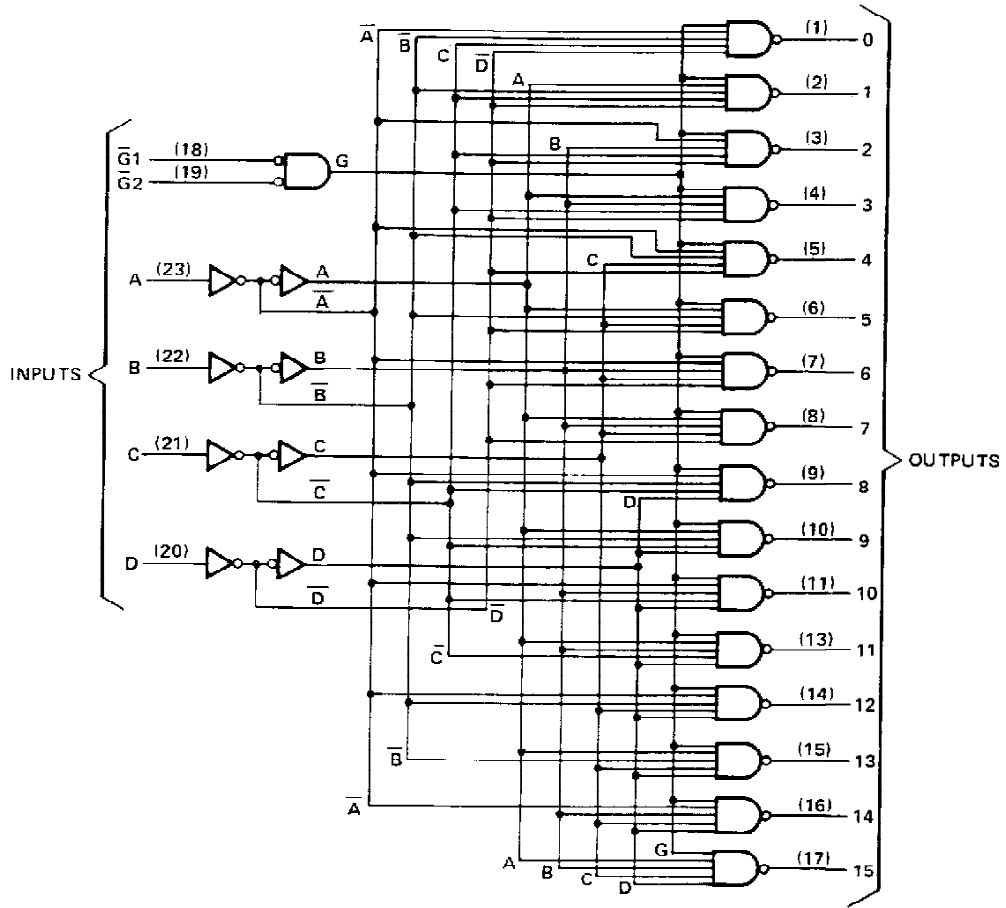 A̅ (1) 0
B̅
C
D̅
A (2) 1
B (3) 2
G̅1 (18) G
G̅2 (19)
(4) 3
C (5) 4
A (23) A
A̅
(6) 5
INPUTS
B (22) B (7) 6
B̅
(8) 7
C (21) C
OUTPUTS
C̅ D (9) 8
D (20) D (10) 9
D̅ D̅ (11) 10
C̅ (13) 11
(14) 12
B̅ (15) 13
A̅ (16) 14
G
A B C D (17) 15